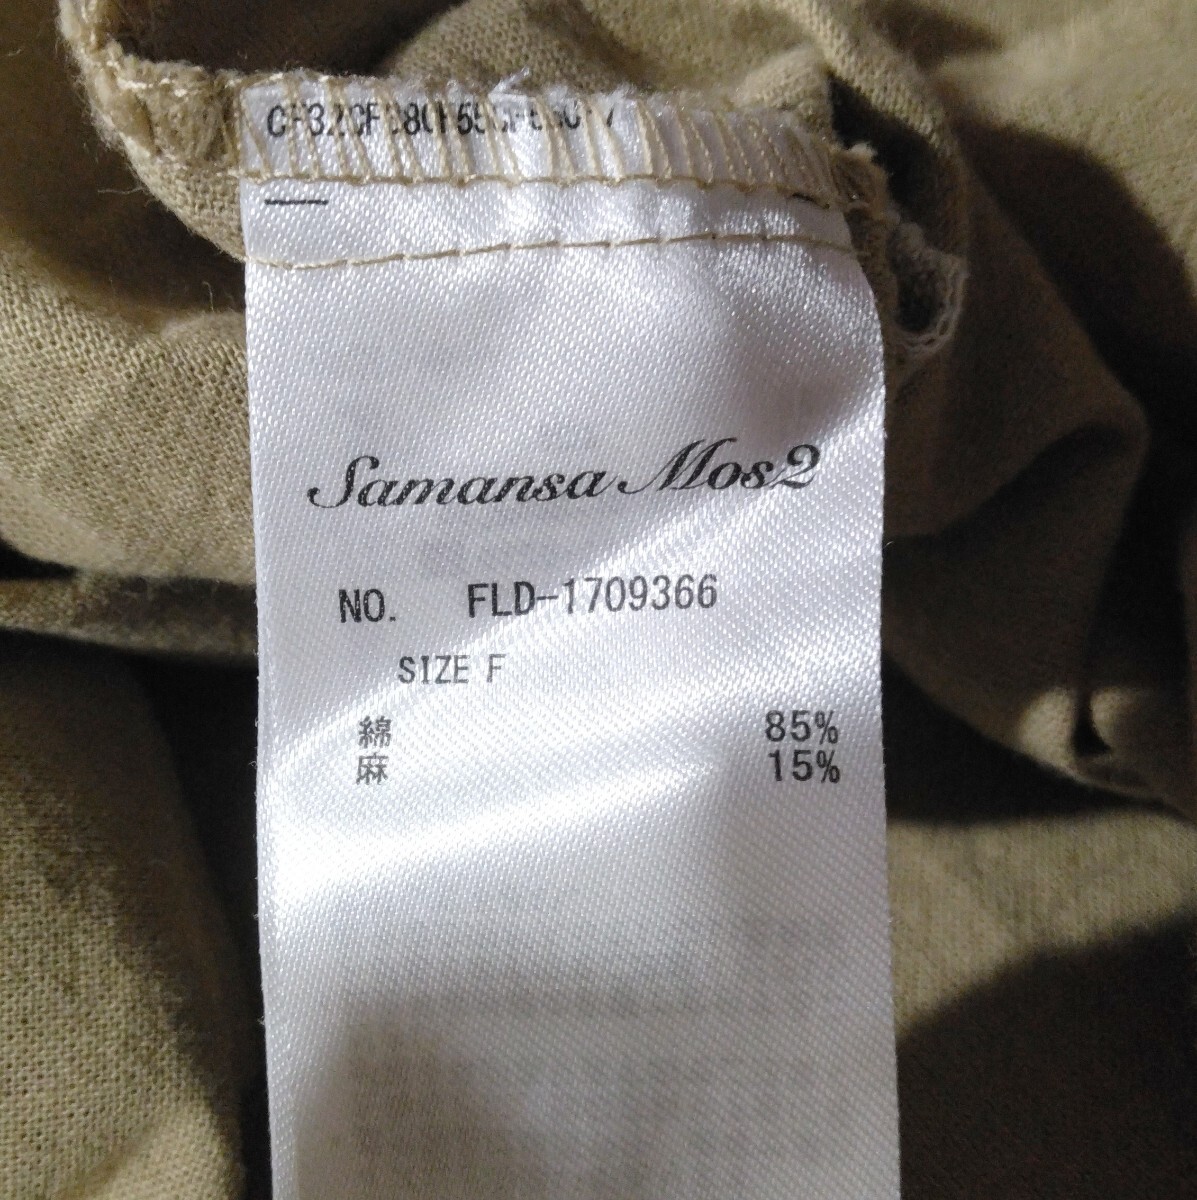 Samansa Mos2
NO. FLD-1709366
SIZE F
綿 85%
麻 15%